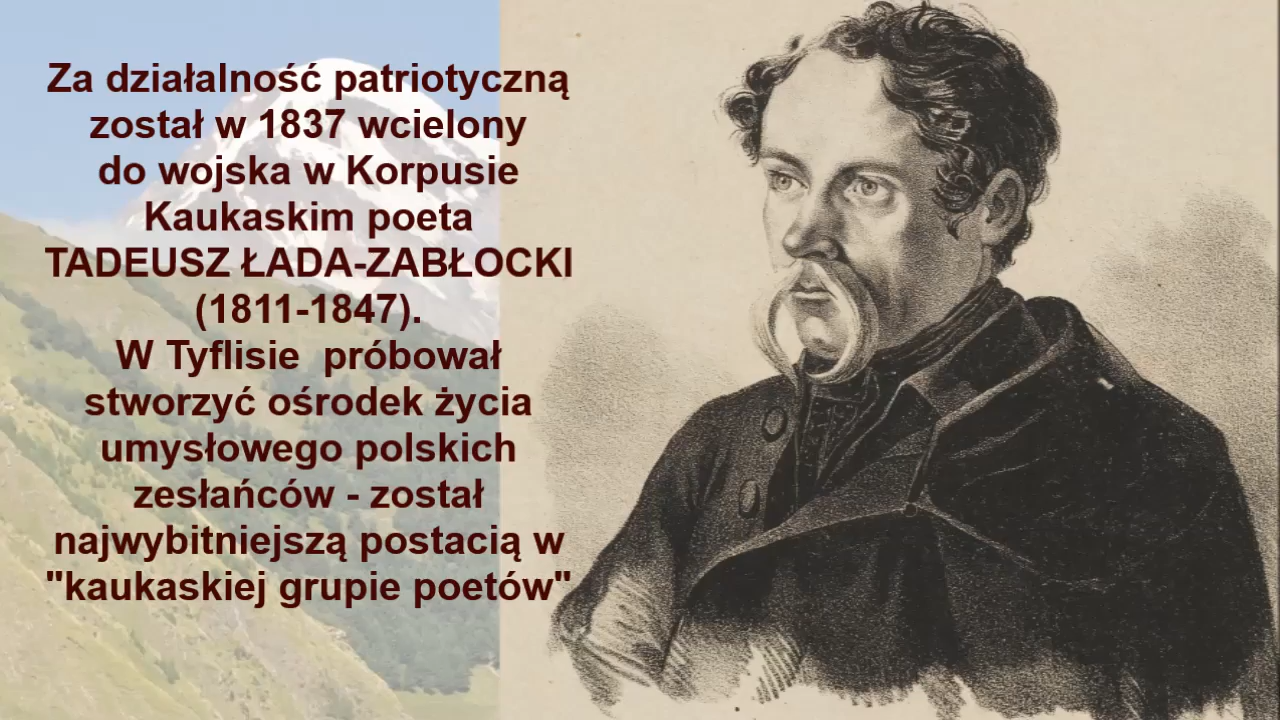 Za działalność patriotyczną
został w 1837 wcielony
do wojska w Korpusie
Kaukaskim poeta
TADEUSZ ŁADA-ZABŁOCKI
(1811-1847).
W Tyflisie próbował
stworzyć ośrodek życia
umysłowego polskich
zesłańców - został
najwybitniejszą postacią w
"kaukaskiej grupie poetów"